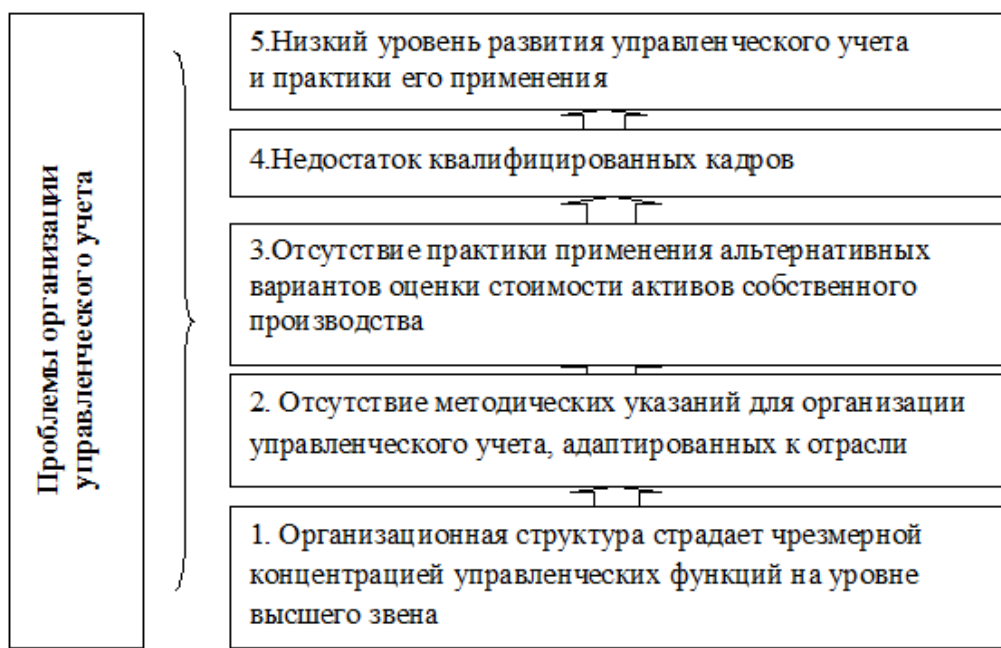 Проблемы организации
управленческого учета
5.Низкий уровень развития управленческого учета
и практики его применения
4.Недостаток квалифицированных кадров
3.Отсутствие практики применения альтернативных
вариантов оценки стоимости активов собственного
производства
2. Отсутствие методических указаний для организации
управленческого учета, адаптированных к отрасли
1. Организационная структура страдает чрезмерной
концентрацией управленческих функций на уровне
высшего звена